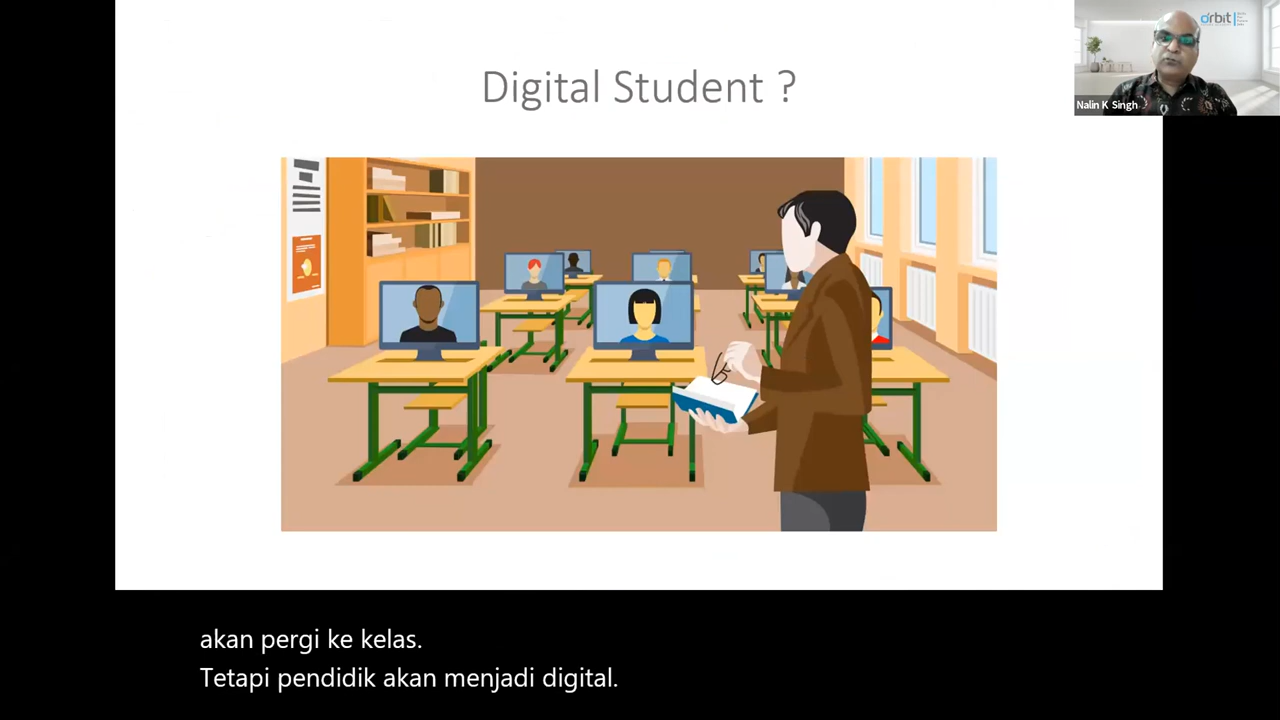 Digital Student ?
orbit
Nalin K Singh
akan pergi ke kelas.
Tetapi pendidik akan menjadi digital.